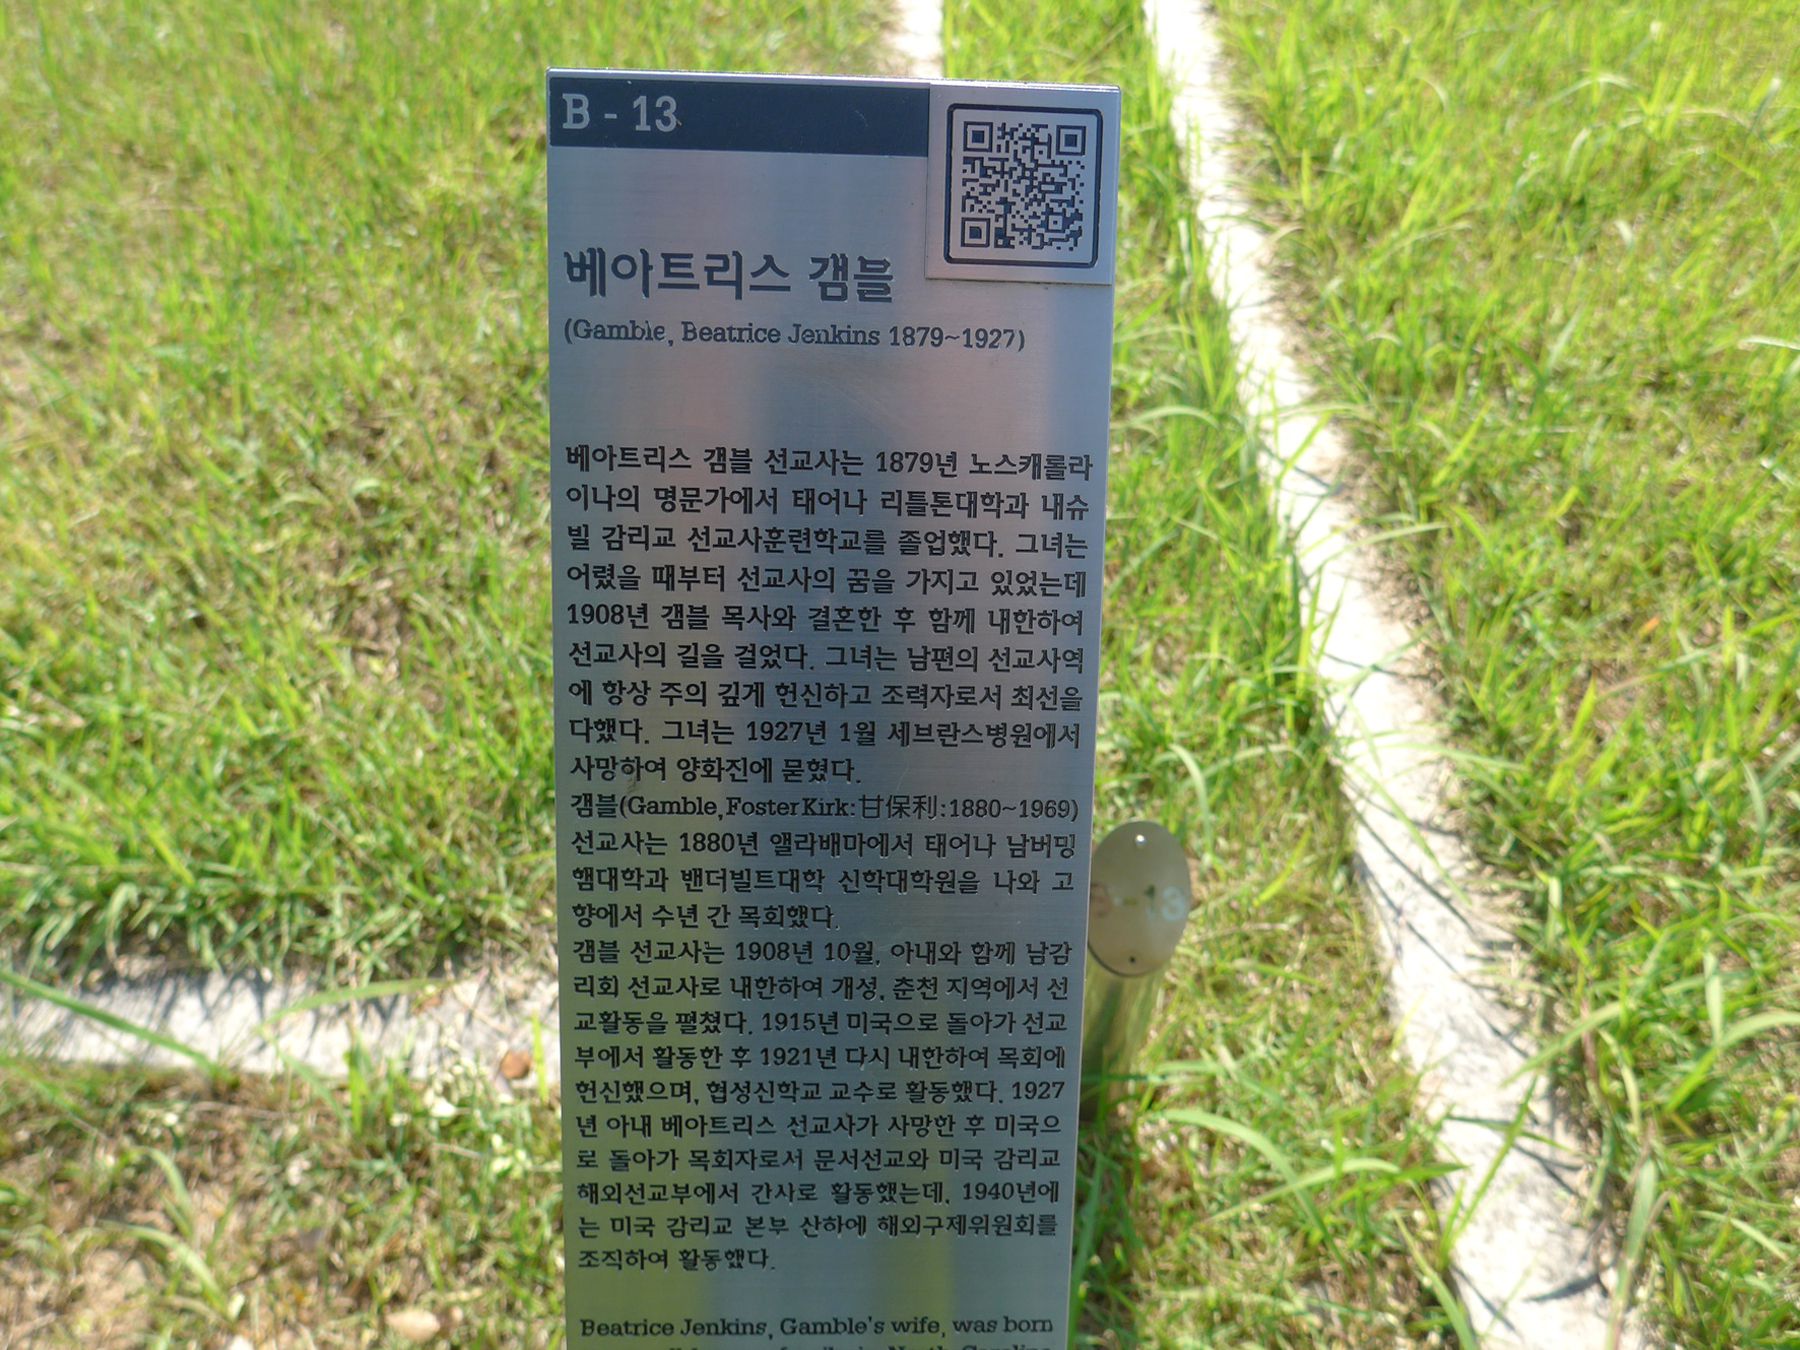 B - 13
베아트리스 갬블
(Gamble, Beatrice Jenkins 1879~1927)
베아트리스 갬블 선교사는 1879년 노스캐롤라
이나의 명문가에서 태어나 리틀톤대학과 내슈
빌 감리교 선교사훈련학교를 졸업했다. 그녀는
어렸을 때부터 선교사의 꿈을 가지고 있었는데
1908년 갬블 목사와 결혼한 후 함께 내한하여
선교사의 길을 걸었다. 그녀는 남편의 선교사역
에 항상 주의 깊게 헌신하고 조력자로서 최선을
다했다. 그녀는 1927년 1월 세브란스병원에서
사망하여 양화진에 묻혔다.
갬블(Gamble,Foster Kirk:甘保利:1880~1969)
선교사는 1880년 앨라배마에서 태어나 남버밍
햄대학과 밴더빌트대학 신학대학원을 나와 고
향에서 수년 간 목회했다.
갬블 선교사는 1908년 10월, 아내와 함께 남감
리회 선교사로 내한하여 개성, 춘천 지역에서 선
교활동을 펼쳤다. 1915년 미국으로 돌아가 선교
부에서 활동한 후 1921년 다시 내한하여 목회에
헌신했으며, 협성신학교 교수로 활동했다. 1927
년 아내 베아트리스 선교사가 사망한 후 미국으
로 돌아가 목회자로서 문서선교와 미국 감리교
해외선교부에서 간사로 활동했는데, 1940년에
는 미국 감리교 본부 산하에 해외구제위원회를
조직하여 활동했다.
Beatrice Jenkins, Gamble's wife, was born